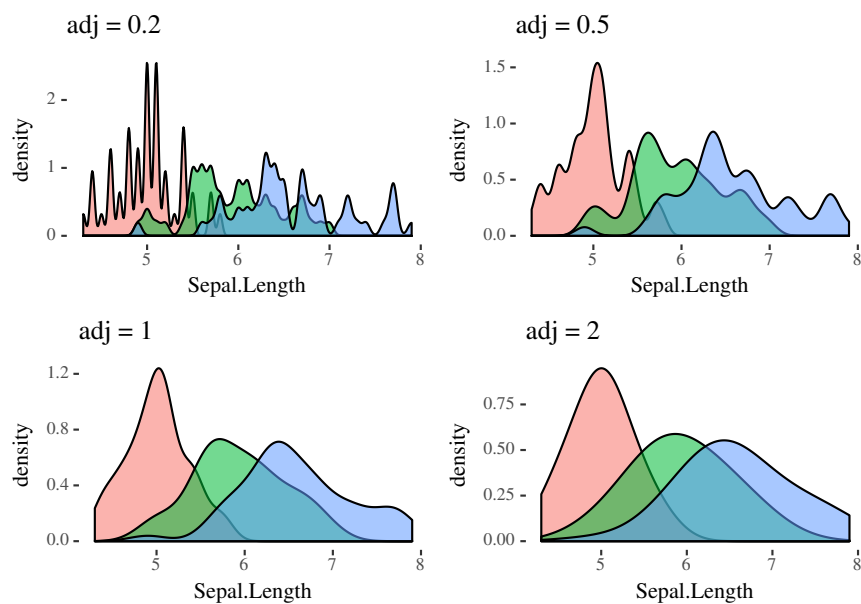 adj = 0.2
density
2
1
0
5 6 7 8
Sepal.Length
adj = 0.5
density
1.5
1.0
0.5
0.0
5 6 7 8
Sepal.Length
adj = 1
density
1.2
0.8
0.4
0.0
5 6 7 8
Sepal.Length
adj = 2
density
0.75
0.50
0.25
0.00
5 6 7 8
Sepal.Length